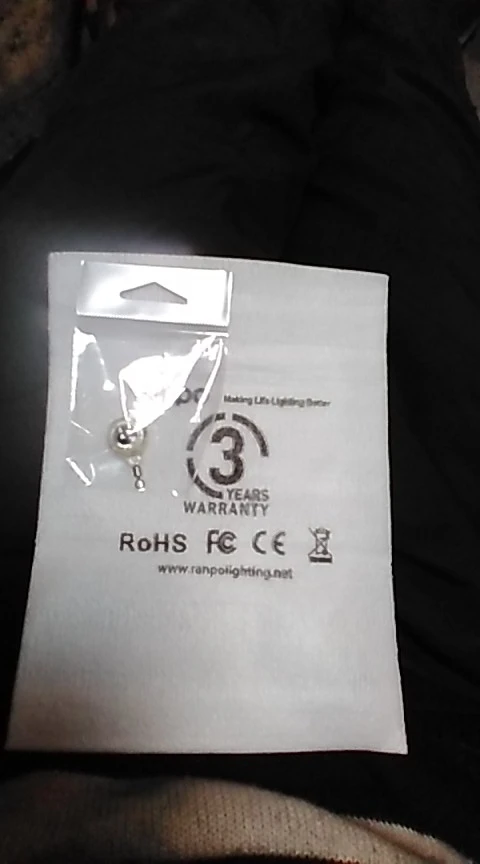 Making Life Lighting Better
3
YEARS
WARRANTY
RoHS FC CE
www.ranpolighting.net